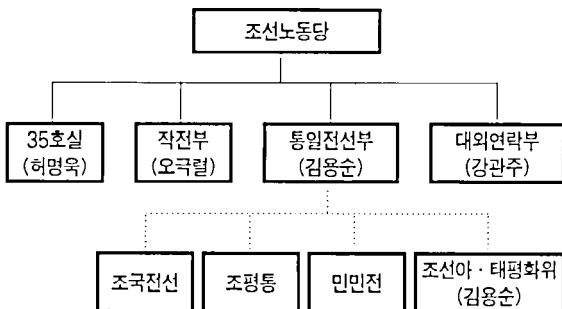 조선노동당
35호실
(허명욱)
작전부
(오극렬)
통일전선부
(김용순)
대외연락부
(강관주)
조국전선
조평통
민민전
조선아·태평화위
(김용순)